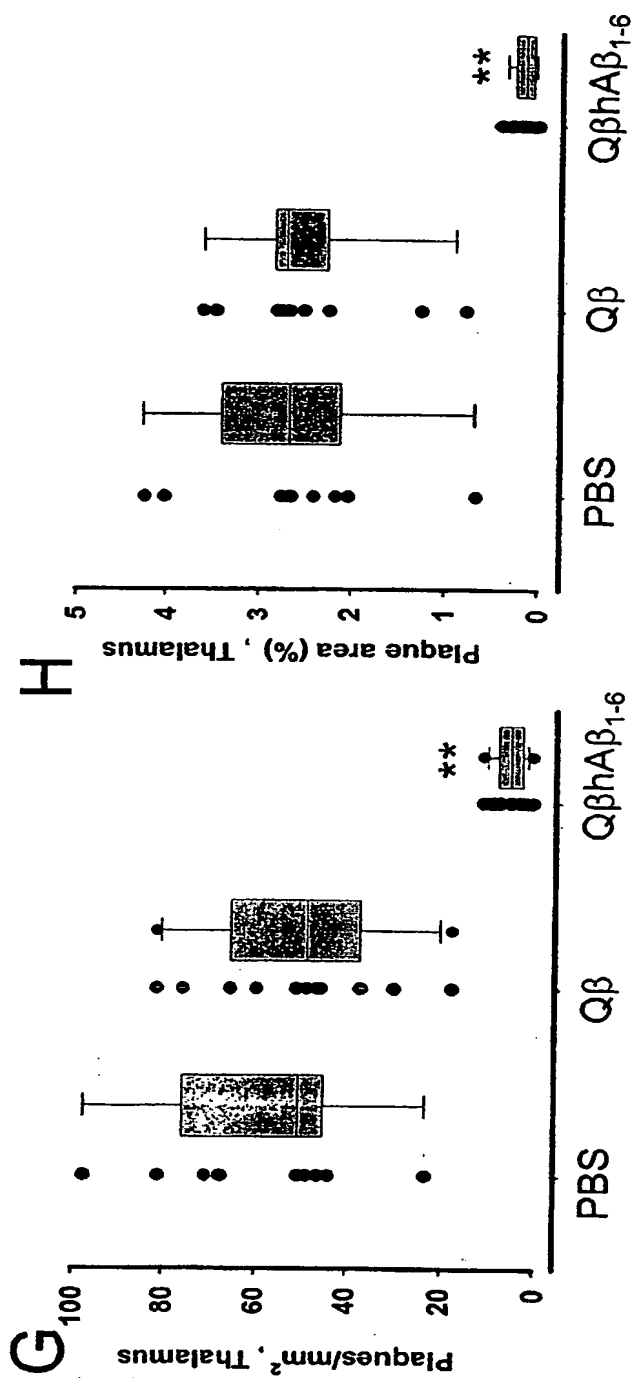 G
Plaques/mm², Thalamus
100
80
60
40
20
0
**
PBS
Qβ
QβhAβ1-6
H
Plaque area (%) , Thalamus
5
4
3
2
1
0
**
PBS
Qβ
QβhAβ1-6